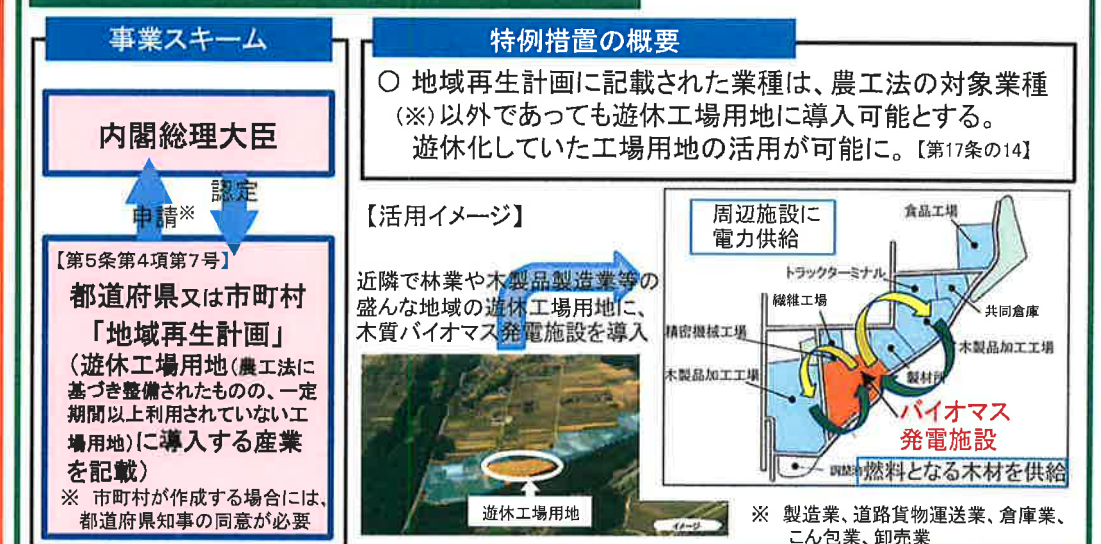 事業スキーム
内閣総理大臣
認定
申請※
【第5条第4項第7号】
都道府県又は市町村
「地域再生計画」
(遊休工場用地(農工法に
基づき整備されたものの、一定
期間以上利用されていない工
場用地)に導入する産業
を記載)
※ 市町村が作成する場合には、
都道府県知事の同意が必要
特例措置の概要
○ 地域再生計画に記載された業種は、農工法の対象業種
(※)以外であっても遊休工場用地に導入可能とする。
遊休化していた工場用地の活用が可能に。【第17条の14】
【活用イメージ】
近隣で林業や木製品製造業等の
盛んな地域の遊休工場用地に、
木質バイオマス発電施設を導入
遊休工場用地
イメージ
周辺施設に
電力供給
食品工場
トラックターミナル
繊維工場
共同倉庫
精密機械工場
木製品加工工場
製材所
木製品加工工場
バイオマス
発電施設
調整池
燃料となる木材を供給
※ 製造業、道路貨物運送業、倉庫業、
こん包業、卸売業